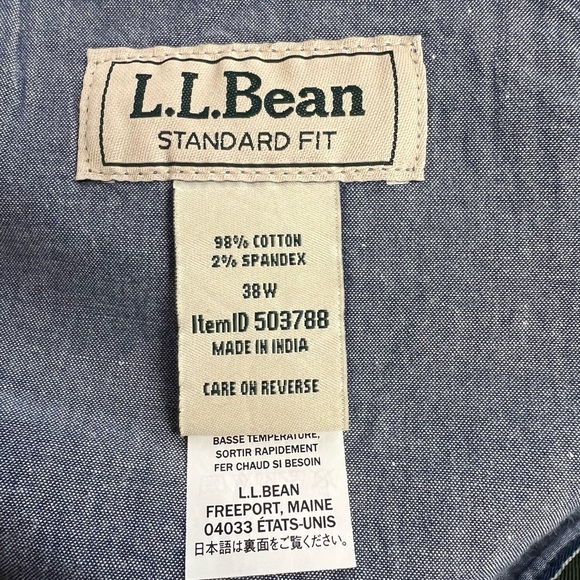 L.L.Bean
STANDARD FIT
98% COTTON
2% SPANDEX
38W
ItemID 503788
MADE IN INDIA
CARE ON REVERSE
BASSE TEMPÉRATURE,
SORTIR RAPIDEMENT
FER CHAUD SI BESOIN
L.L.BEAN
FREEPORT, MAINE
04033 ÉTATS-UNIS
日本語は裏面をご覧ください。